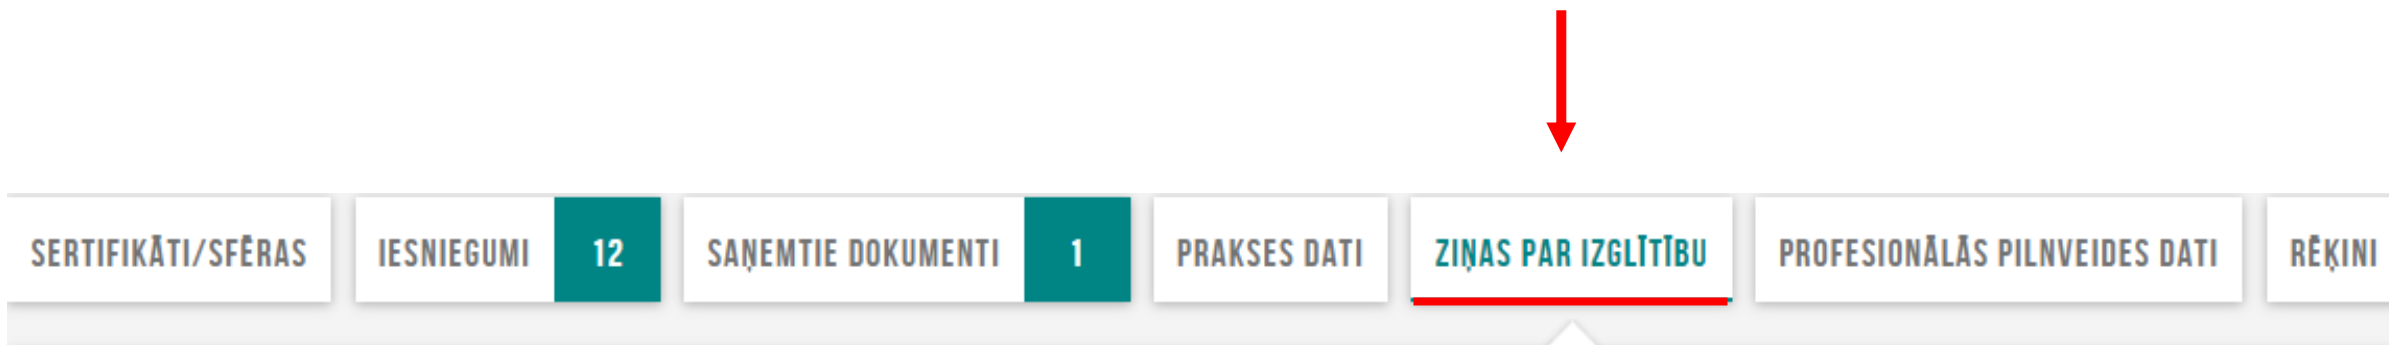 SERTIFIKĀTI/SFĒRAS IESNIEGUMI 12 SAŅEMTIE DOKUMENTI 1 PRAKSES DATI ZIŅAS PAR IZGLĪTĪBU PROFESIONĀLĀS PILNVEIDES DATI RĒĶINI